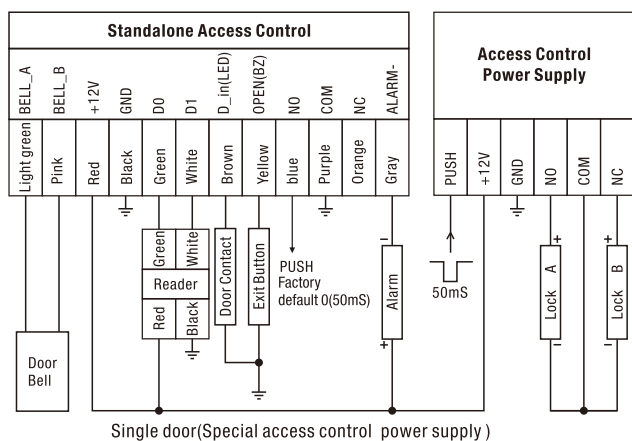 Standalone Access Control
BELL_A
BELL_B
+12V
GND
D0
D1
D_in(LED)
OPEN(BZ)
NO
COM
NC
ALARM-
Light green
Pink
Red
Black
Green
White
Brown
Yellow
blue
Purple
Orange
Gray
Access Control
Power Supply
PUSH
+12V
GND
NO
COM
NC
Green
White
Reader
Red
Black
Door Contact
Exit Button
PUSH
Factory
default 0(50mS)
-
Alarm
+
50mS
+
Lock A
-
+
Lock B
-
Door
Bell
Single door(Special access control power supply )